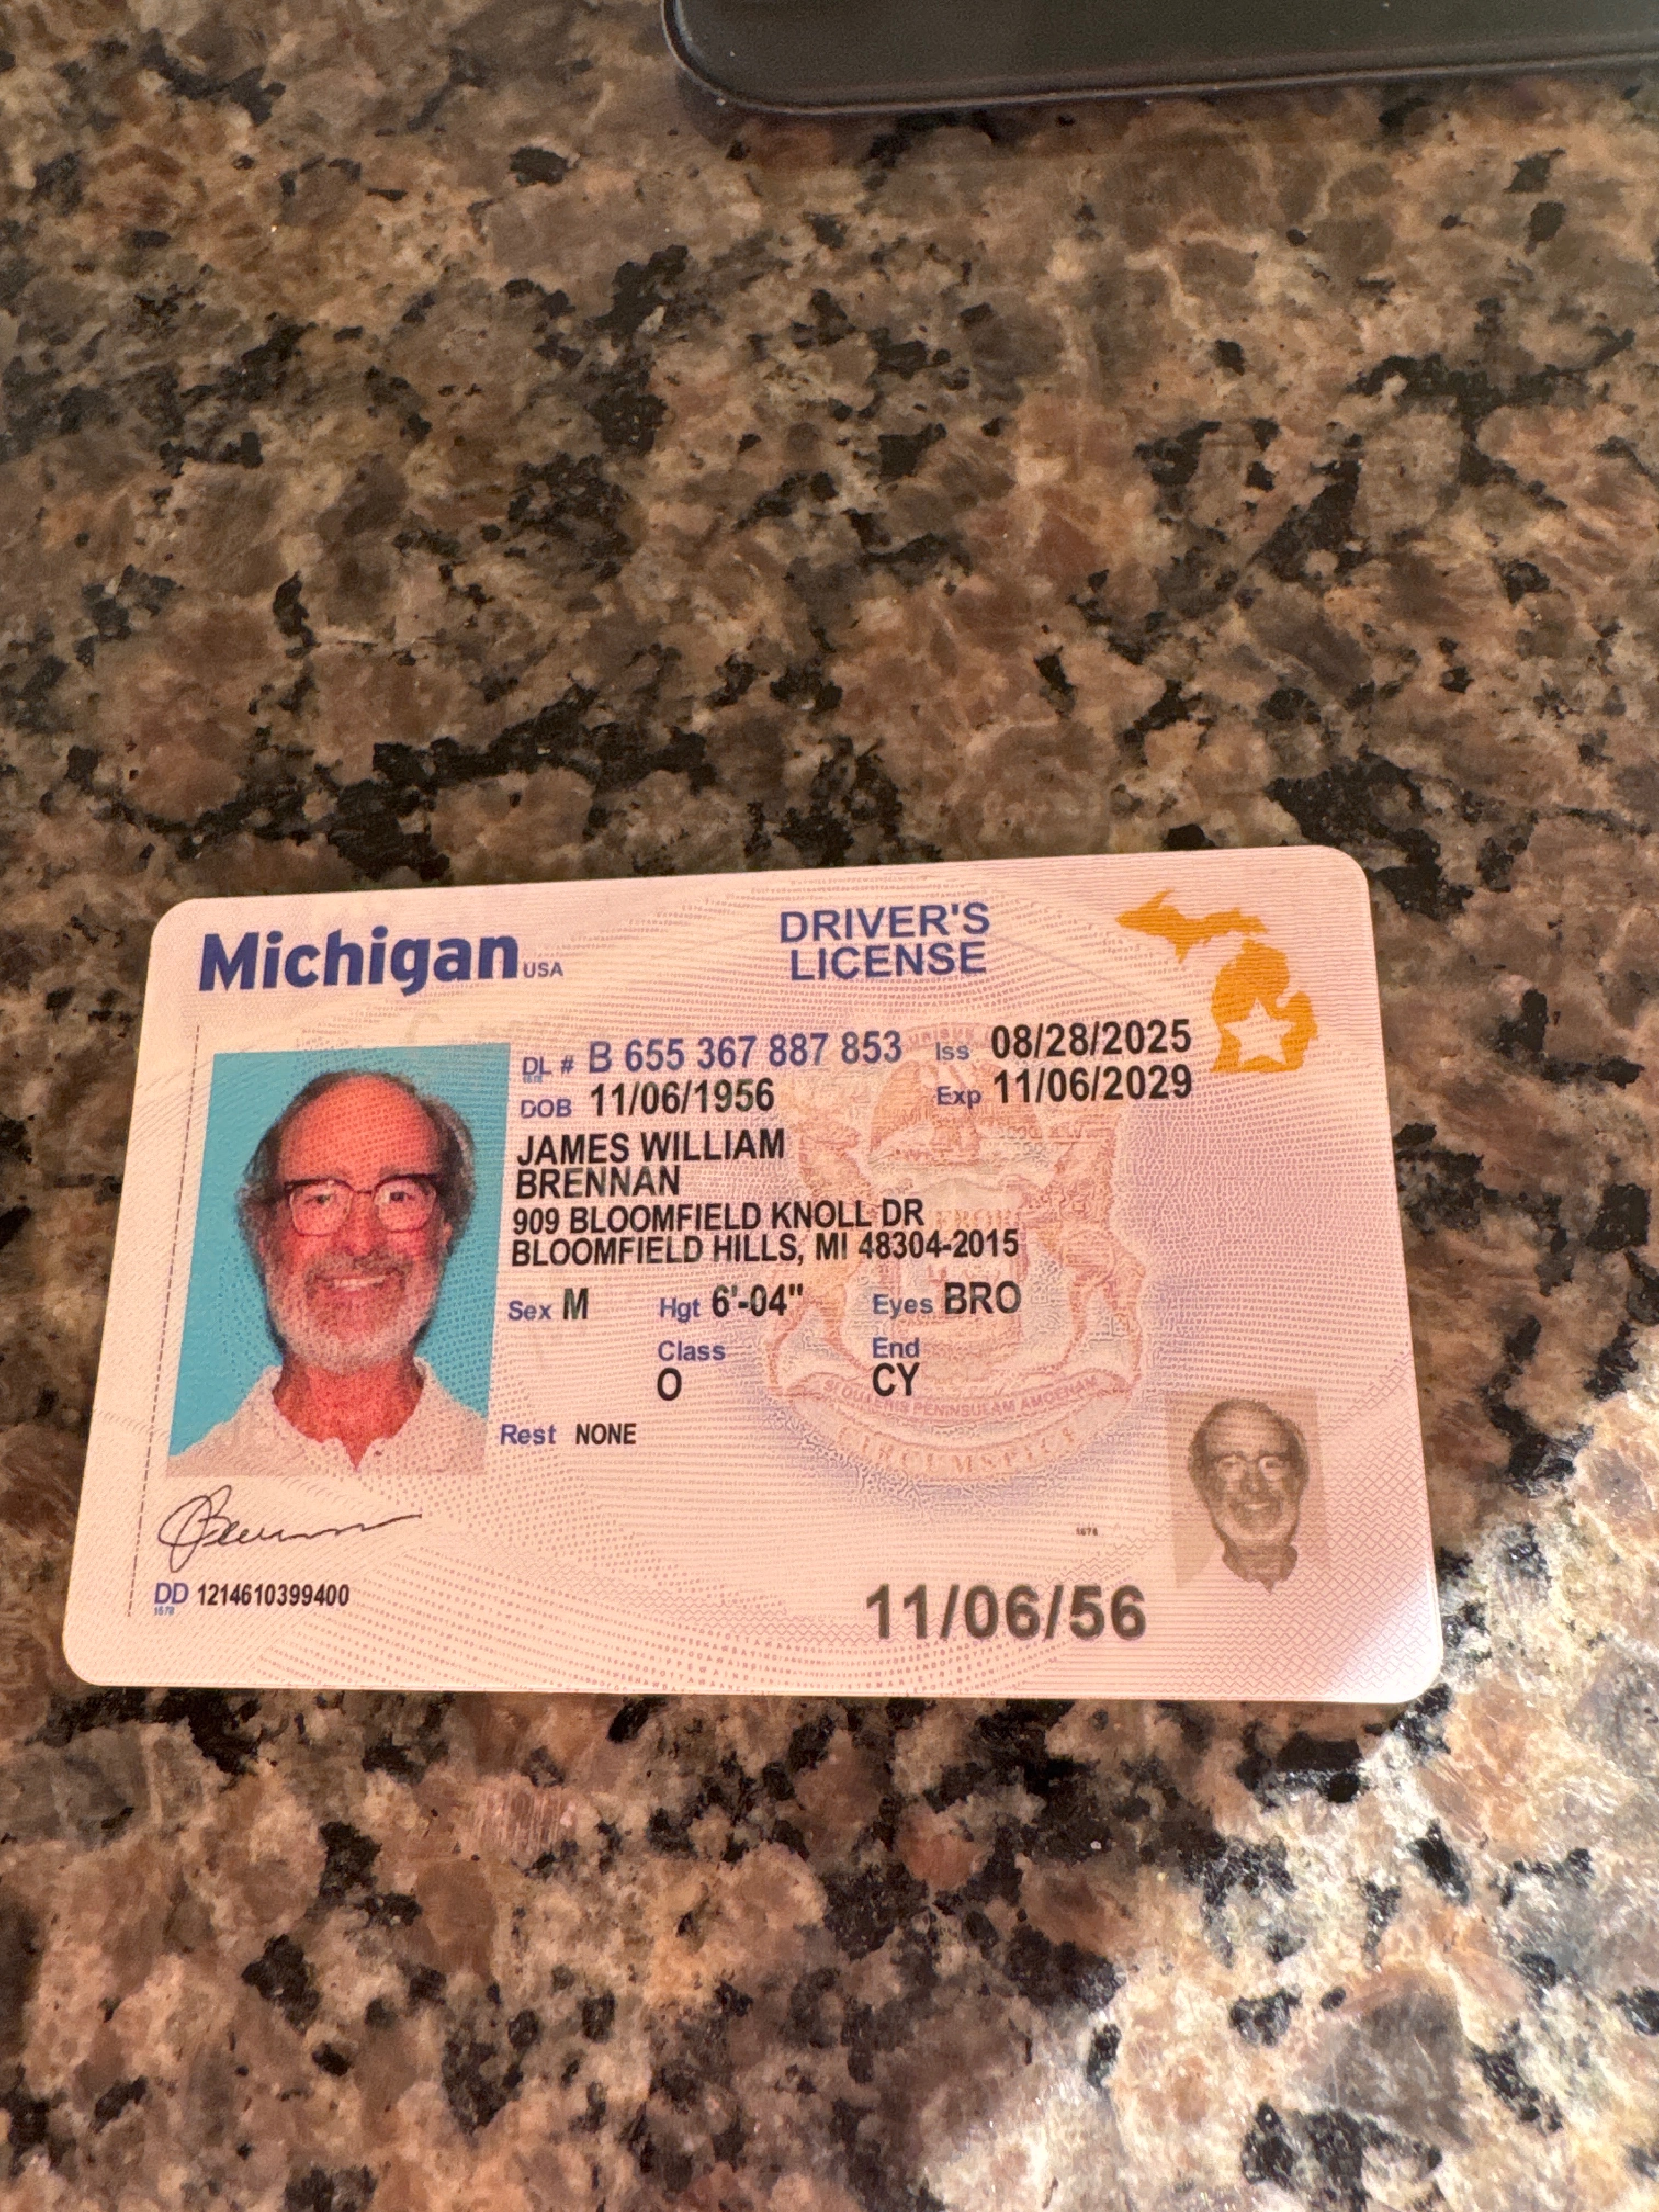 Michigan USA
DRIVER'S
LICENSE
DL # B 655 367 887 853 Iss 08/28/2025
DOB 11/06/1956 Exp 11/06/2029
JAMES WILLIAM
BRENNAN
909 BLOOMFIELD KNOLL DR
BLOOMFIELD HILLS, MI 48304-2015
Sex M Hgt 6'-04" Eyes BRO
Class End
O CY
Rest NONE
SI QUÆRIS PENINSULAM AMOENAM
CIRCUMSPICE
Brennan
DD 1214610399400
11/06/56